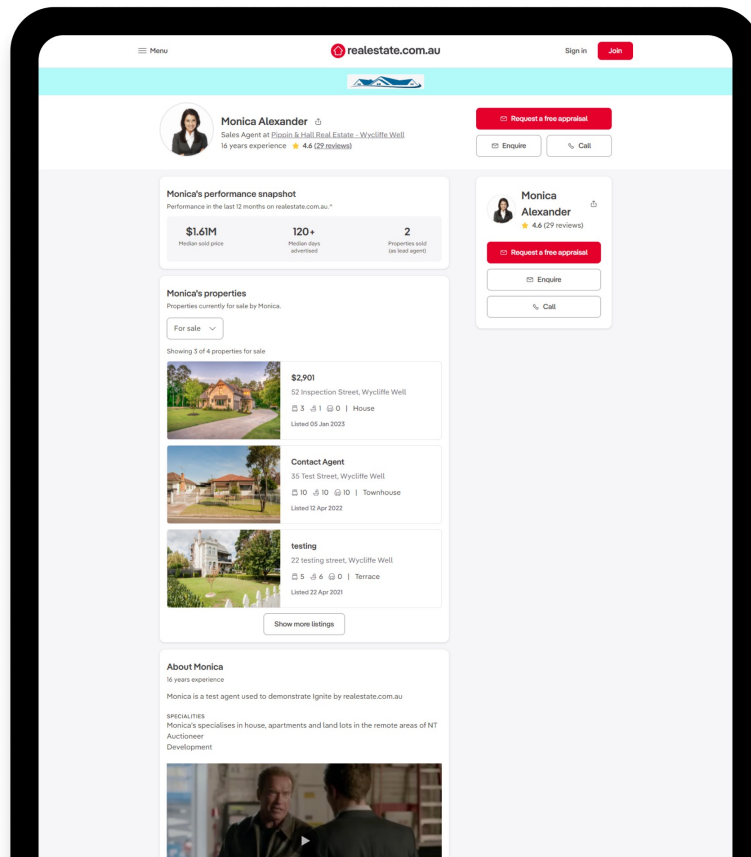 Menu
realestate.com.au
Sign in
Join
Monica Alexander
Sales Agent at Pippin & Hall Real Estate - Wycliffe Well
16 years experience 4.6 (29 reviews)
Request a free appraisal
Enquire
Call
Monica's performance snapshot
Performance in the last 12 months on realestate.com.au.*
$1.61M
Median sold price
120+
Median days
advertised
2
Properties sold
(as lead agent)
Monica
Alexander
4.6 (29 reviews)
Request a free appraisal
Enquire
Call
Monica's properties
Properties currently for sale by Monica.
For sale
Showing 3 of 4 properties for sale
$2,901
52 Inspection Street, Wycliffe Well
3 1 0 | House
Listed 05 Jan 2023
Contact Agent
35 Test Street, Wycliffe Well
10 10 10 | Townhouse
Listed 12 Apr 2022
testing
22 testing street, Wycliffe Well
5 6 0 | Terrace
Listed 22 Apr 2021
Show more listings
About Monica
16 years experience
Monica is a test agent used to demonstrate Ignite by realestate.com.au
SPECIALITIES
Monica's specialises in house, apartments and land lots in the remote areas of NT
Auctioneer
Development